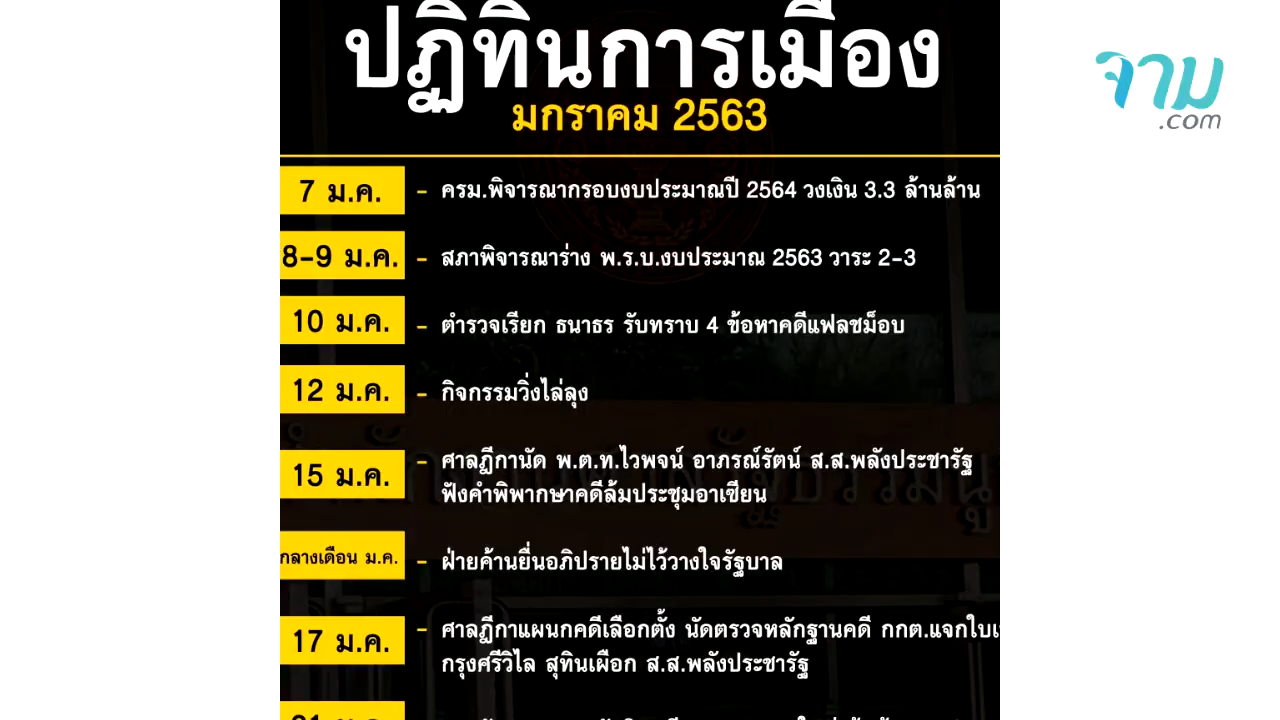 ปฏิทินการเมือง
มกราคม 2563
จาม
.com
7 ม.ค. - ครม.พิจารณากรอบงบประมาณปี 2564 วงเงิน 3.3 ล้านล้าน
8-9 ม.ค. - สภาพิจารณาร่าง พ.ร.บ.งบประมาณ 2563 วาระ 2-3
10 ม.ค. - ตำรวจเรียก ธนาธร รับทราบ 4 ข้อหาคดีแฟลชม็อบ
12 ม.ค. - กิจกรรมวิ่งไล่ลุง
15 ม.ค. - ศาลฎีกานัด พ.ต.ท.ไวพจน์ อาภรณ์รัตน์ ส.ส.พลังประชารัฐ
ฟังคำพิพากษาคดีล้มประชุมอาเซียน
กลางเดือน ม.ค. - ฝ่ายค้านยื่นอภิปรายไม่ไว้วางใจรัฐบาล
17 ม.ค. - ศาลฎีกาแผนกคดีเลือกตั้ง นัดตรวจหลักฐานคดี กกต.แจกใบ
กรุงศรีวิไล สุทินเผือก ส.ส.พลังประชารัฐ